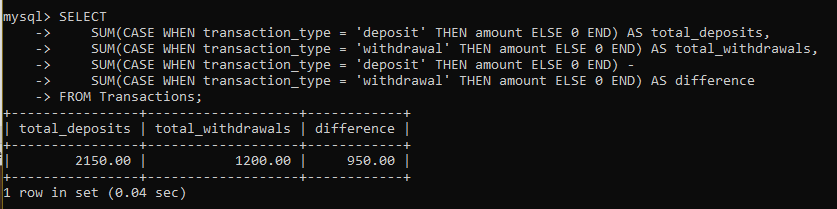 mysql> SELECT
    ->     SUM(CASE WHEN transaction_type = 'deposit' THEN amount ELSE 0 END) AS total_deposits,
    ->     SUM(CASE WHEN transaction_type = 'withdrawal' THEN amount ELSE 0 END) AS total_withdrawals,
    ->     SUM(CASE WHEN transaction_type = 'deposit' THEN amount ELSE 0 END) -
    ->     SUM(CASE WHEN transaction_type = 'withdrawal' THEN amount ELSE 0 END) AS difference
    -> FROM Transactions;
+----------------+-------------------+------------+
| total_deposits | total_withdrawals | difference |
+----------------+-------------------+------------+
|        2150.00 |           1200.00 |     950.00 |
+----------------+-------------------+------------+
1 row in set (0.04 sec)